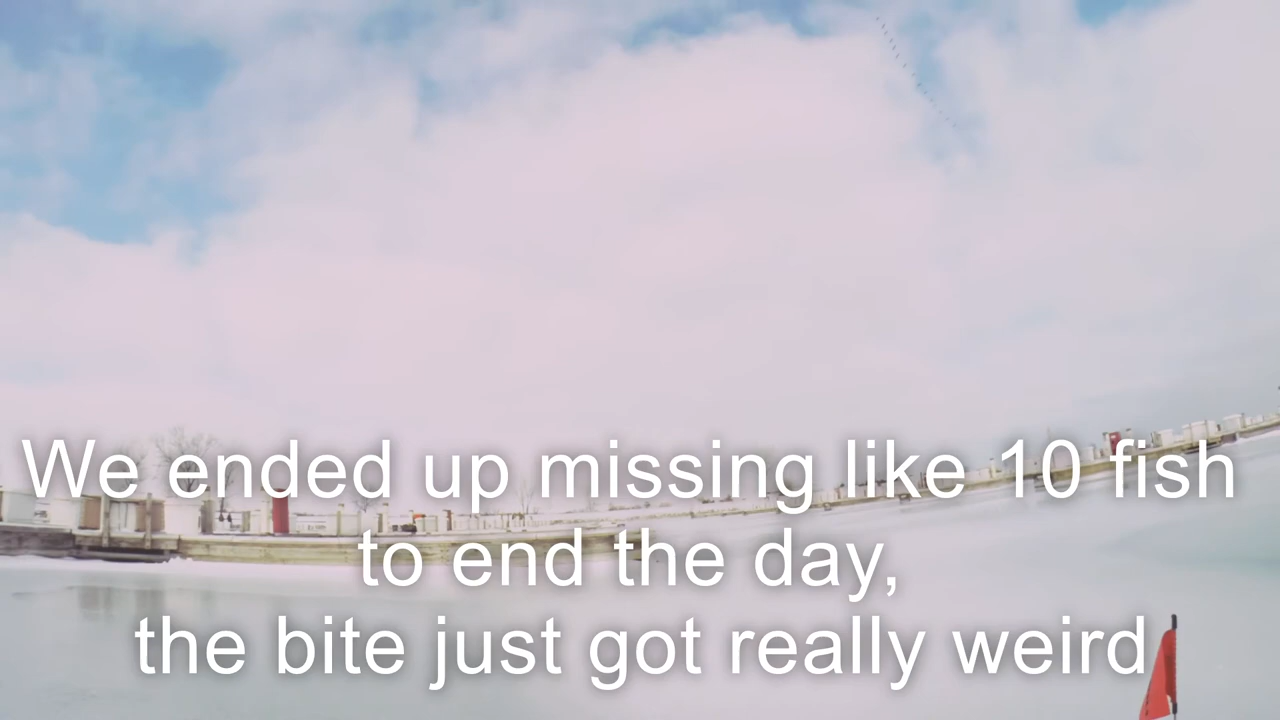 We ended up missing like 10 fish
to end the day,
the bite just got really weird